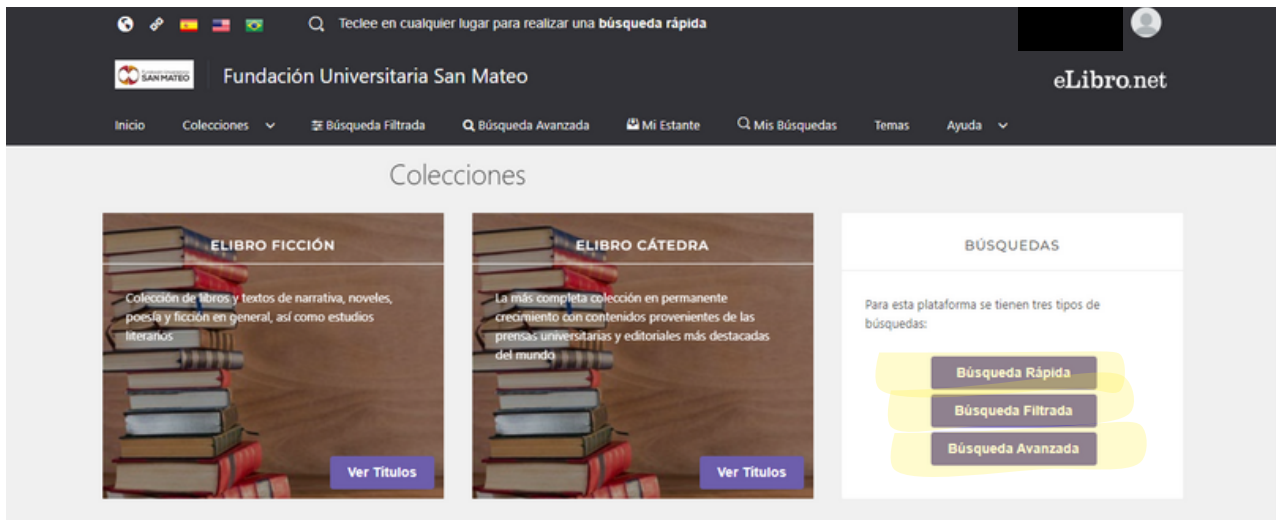 Teclee en cualquier lugar para realizar una búsqueda rápida
SAN MATEO
Fundación Universitaria San Mateo
eLibro.net
Inicio Colecciones Búsqueda Filtrada Búsqueda Avanzada Mi Estante Mis Búsquedas Temas Ayuda
Colecciones
ELIBRO FICCIÓN
Colección de libros y textos de narrativa, noveles,
poesía y ficción en general, así como estudios
literarios
Ver Títulos
ELIBRO CÁTEDRA
La más completa colección en permanente
crecimiento con contenidos provenientes de las
prensas universitarias y editoriales más destacadas
del mundo
Ver Títulos
BÚSQUEDAS
Para esta plataforma se tienen tres tipos de
búsquedas:
Búsqueda Rápida
Búsqueda Filtrada
Búsqueda Avanzada